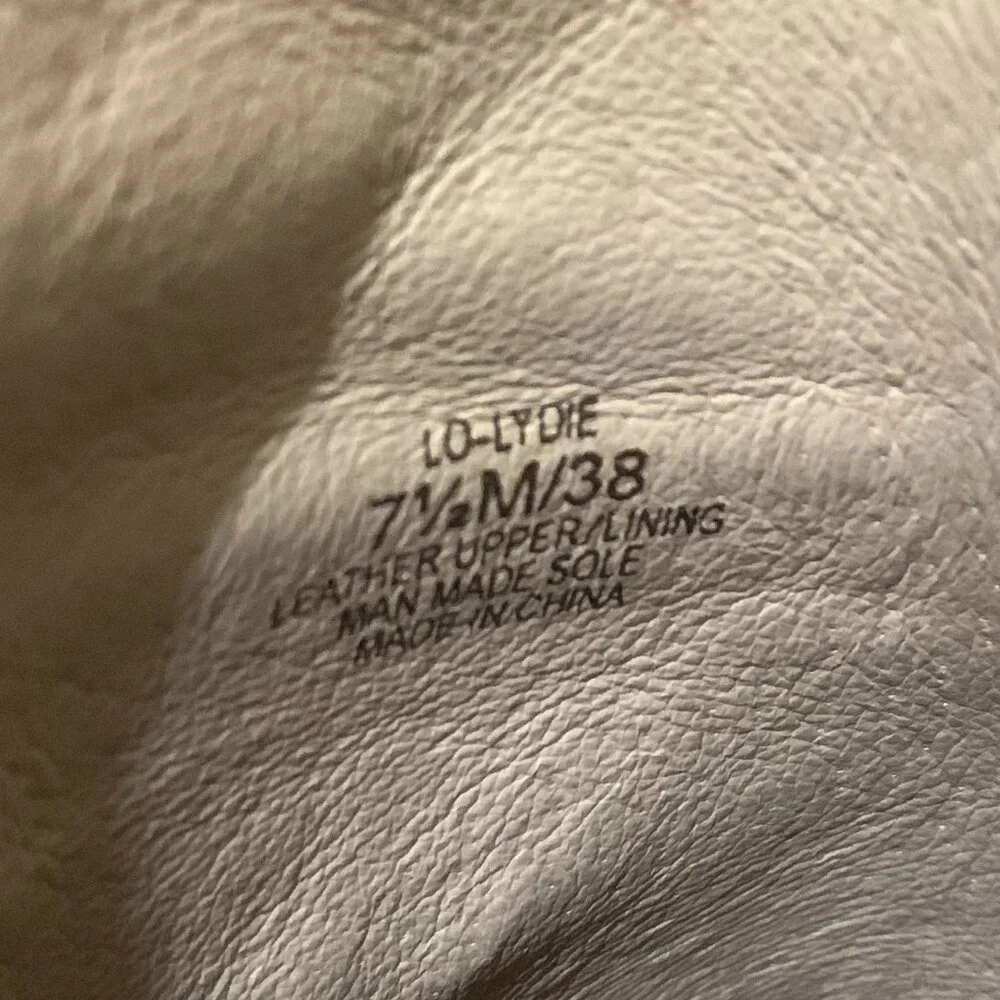 LO-LYDIE
7½M/38
LEATHER UPPER/LINING
MAN MADE SOLE
MADE IN CHINA